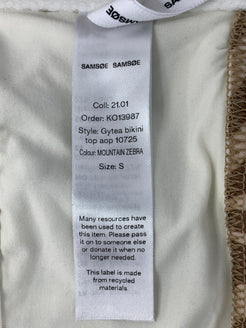 SAMSØE SAMSØE
SAMSØE SAMSØE
Coll: 21.01
Order: KO13987
Style: Gytea bikini
top aop 10725
Colour: MOUNTAIN ZEBRA
Size: S
Many resources have
been used to create
this item. Please pass
it on to someone else
or donate it when no
longer needed.
This label is made
from recycled
materials.